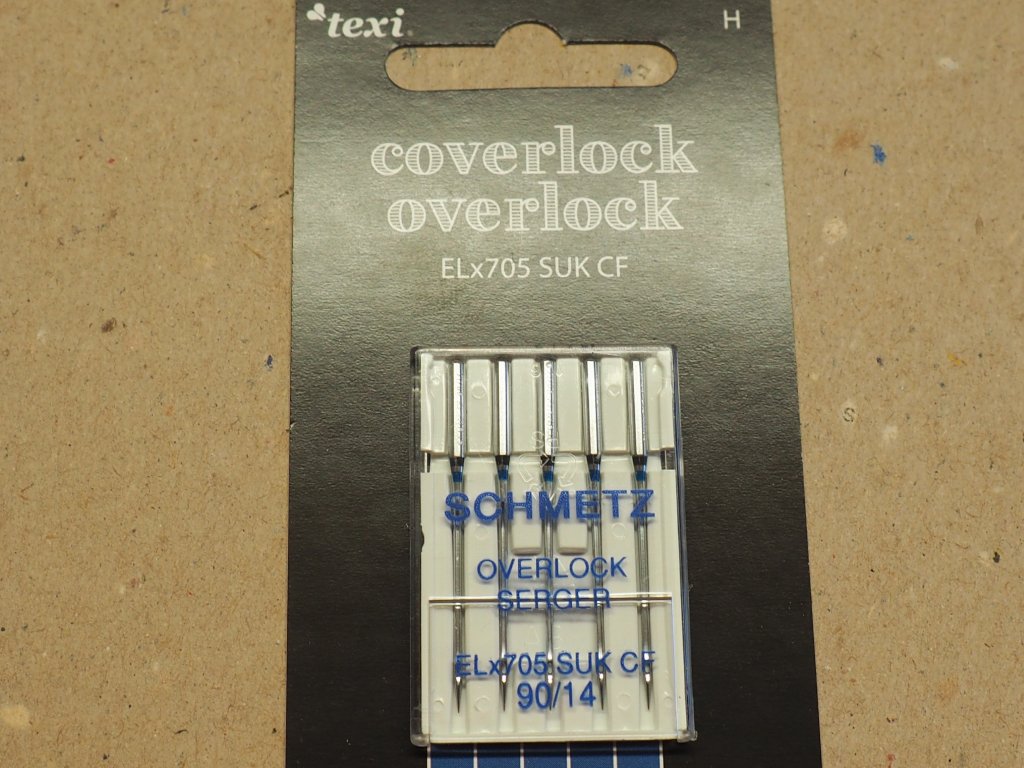 texi
H
coverlock
overlock
ELx705 SUK CF
SCHMETZ
OVERLOCK
SERGER
ELx705 SUK CF
90/14